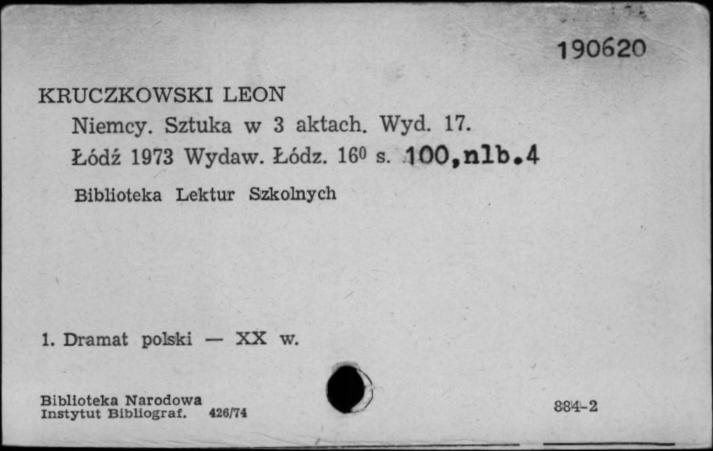 190620
KRUCZKOWSKI LEON
Niemcy. Sztuka w 3 aktach. Wyd. 17.
Łódź 1973 Wydaw. Łódz. 16⁰ s. 100,nlb.4
Biblioteka Lektur Szkolnych
1. Dramat polski — XX w.
Biblioteka Narodowa
Instytut Bibliograf. 426/74
884-2